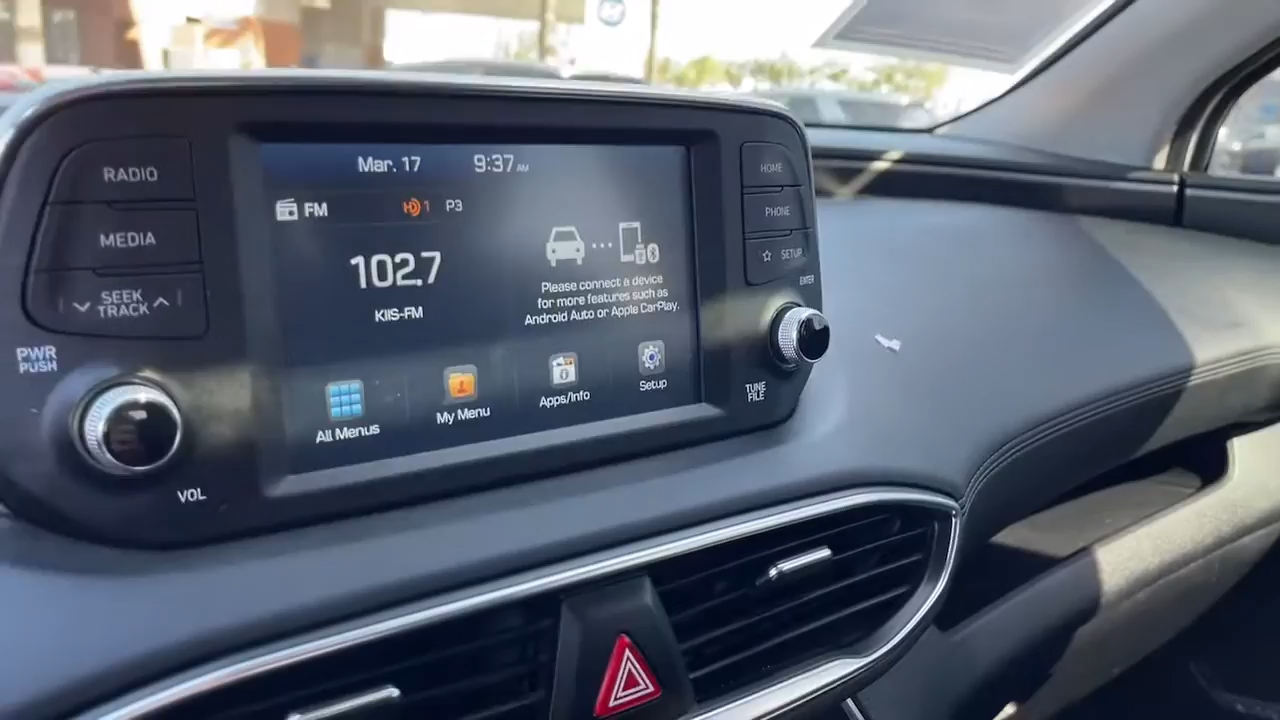 RADIO
MEDIA
SEEK
TRACK
PWR
PUSH
VOL
Mar. 17
9:37 AM
FM
HD 1
P3
102.7
KIIS-FM
Please connect a device
for more features such as
Android Auto or Apple CarPlay.
All Menus
My Menu
Apps/Info
Setup
HOME
PHONE
SETUP
ENTER
TUNE
FILE